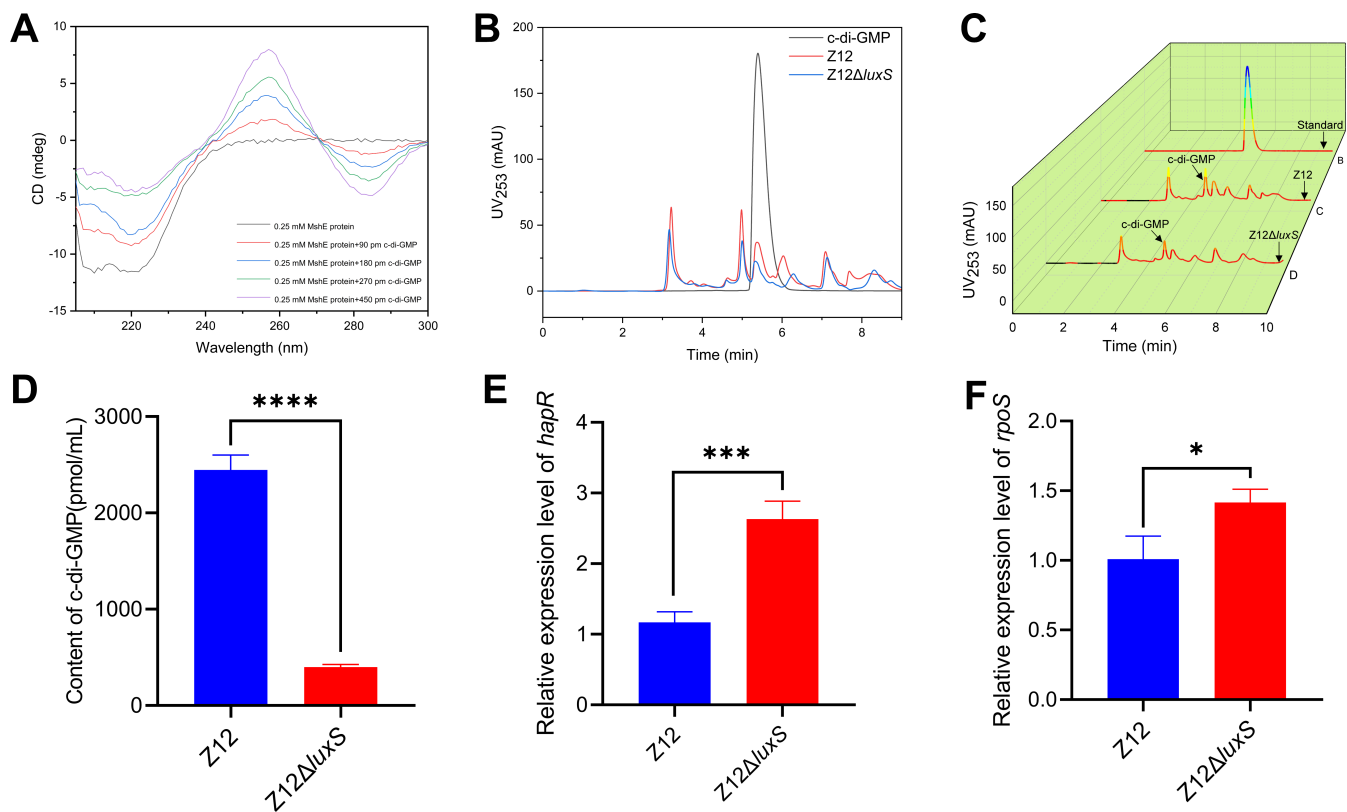 A
CD (mdeg)
10
5
0
-5
-10
-15
220
240
260
280
300
Wavelength (nm)
0.25 mM MshE protein
0.25 mM MshE protein+90 pm c-di-GMP
0.25 mM MshE protein+180 pm c-di-GMP
0.25 mM MshE protein+270 pm c-di-GMP
0.25 mM MshE protein+450 pm c-di-GMP
B
UV253 (mAU)
200
150
100
50
0
0
2
4
6
8
Time (min)
c-di-GMP
Z12
Z12ΔluxS
C
Standard
B
c-di-GMP
Z12
C
c-di-GMP
Z12ΔluxS
D
UV253 (mAU)
150
100
50
0
0
2
4
6
8
10
Time (min)
D
Content of c-di-GMP(pmol/mL)
3000
2000
1000
0
****
Z12
Z12ΔluxS
E
Relative expression level of hapR
4
3
2
1
0
***
Z12
Z12ΔluxS
F
Relative expression level of rpoS
2.0
1.5
1.0
0.5
0.0
*
Z12
Z12ΔluxS